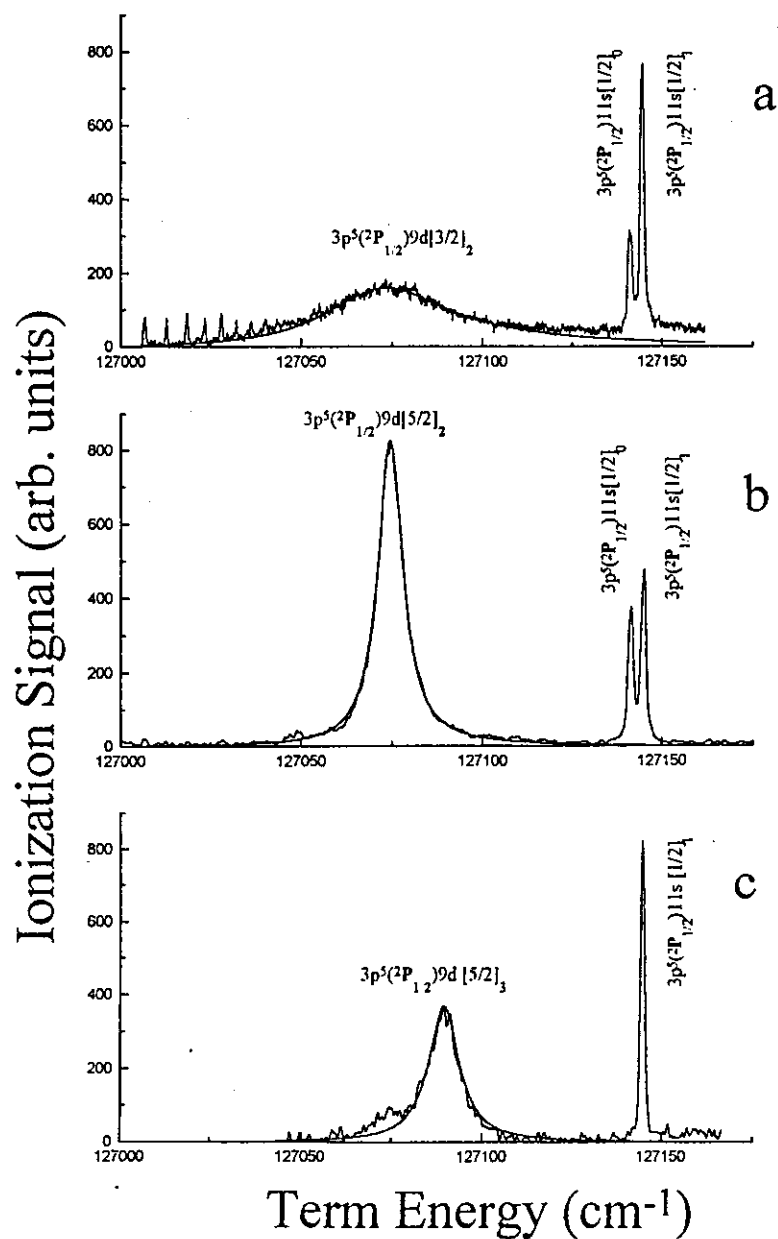 Ionization Signal (arb. units)
a
800
600
400
200
0
3p⁵(²P₁/₂)9d[3/2]₂
3p⁵(²P₁/₂)11s[1/2]₀
3p⁵(²P₁/₂)11s[1/2]₁
127000
127050
127100
127150
b
800
600
400
200
0
3p⁵(²P₁/₂)9d[5/2]₂
3p⁵(²P₁/₂)11s[1/2]₀
3p⁵(²P₁/₂)11s[1/2]₁
127000
127050
127100
127150
c
800
600
400
200
0
3p⁵(²P₁ ₂)9d [5/2]₃
3p⁵(²P₁/₂)11s [1/2]₁
127000
127050
127100
127150
Term Energy (cm⁻¹)